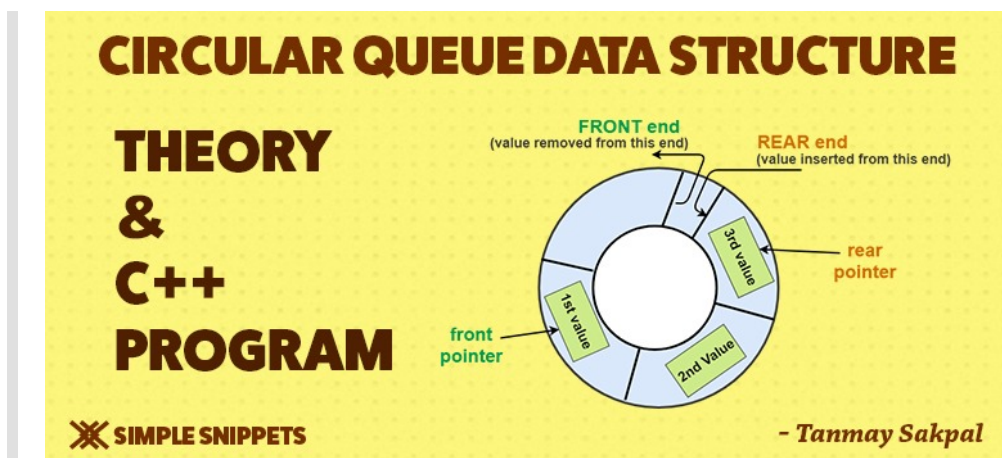 CIRCULAR QUEUE DATA STRUCTURE
THEORY
&
C++
PROGRAM
FRONT end
(value removed from this end)
REAR end
(value inserted from this end)
3rd value
rear
pointer
1st value
front
pointer
2nd Value
SIMPLE SNIPPETS
- Tanmay Sakpal